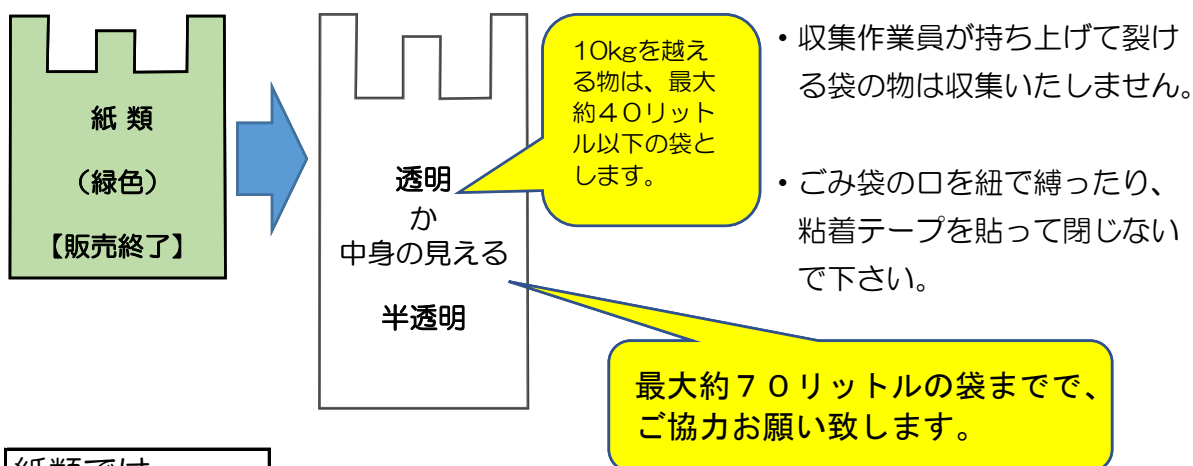 紙 類
（緑色）
【販売終了】
透明
か
中身の見える
半透明
10kgを越え
る物は、最大
約４０リット
ル以下の袋と
します。
・収集作業員が持ち上げて裂け
る袋の物は収集いたしません。
・ごみ袋の口を紐で縛ったり、
粘着テープを貼って閉じない
で下さい。
最大約７０リットルの袋までで、
ご協力お願い致します。
紙類では